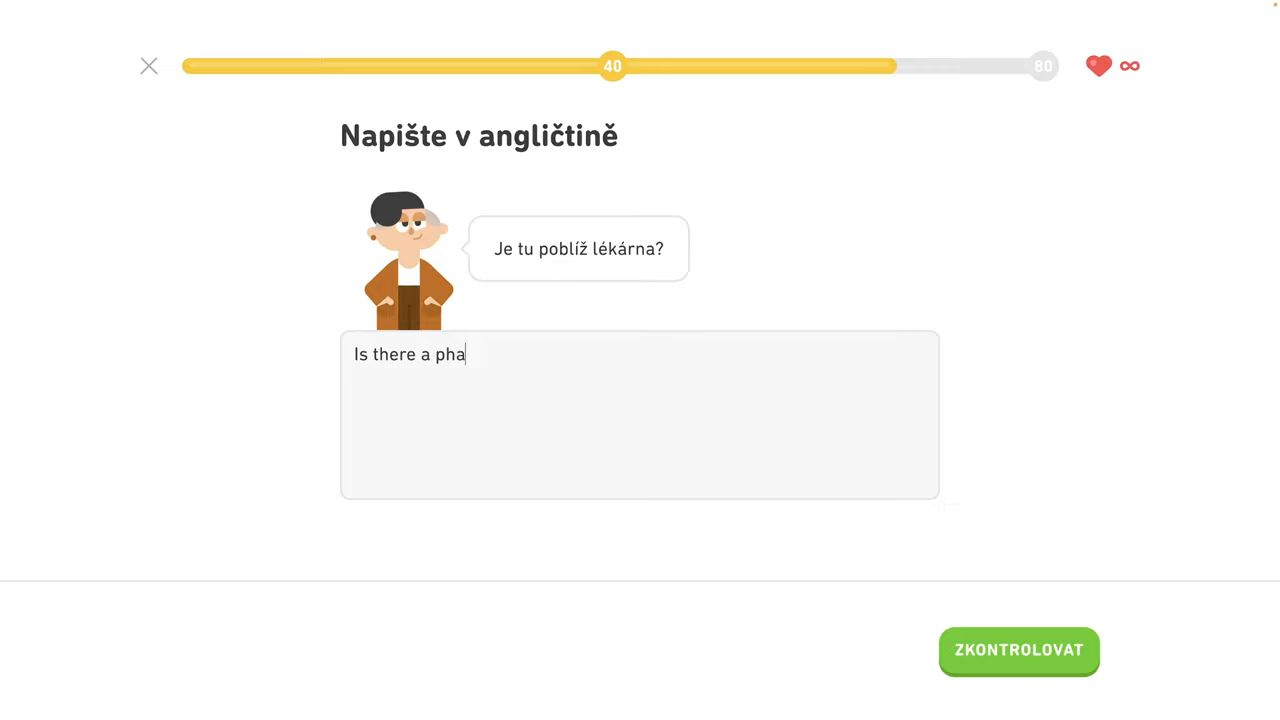 40
80
∞
Napište v angličtině
Je tu poblíž lékárna?
Is there a pha
ZKONTROLOVAT